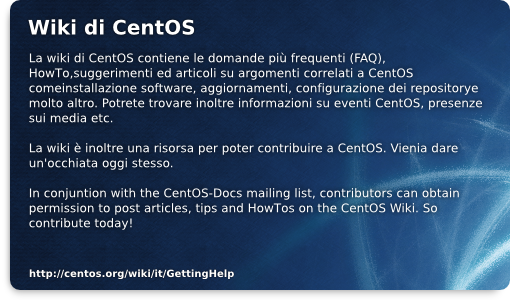 Wiki di CentOS
La wiki di CentOS contiene le domande più frequenti (FAQ),
HowTo,suggerimenti ed articoli su argomenti correlati a CentOS
comeinstallazione software, aggiornamenti, configurazione dei repositorye
molto altro. Potrete trovare inoltre informazioni su eventi CentOS, presenze
sui media etc.
La wiki è inoltre una risorsa per poter contribuire a CentOS. Vienia dare
un'occhiata oggi stesso.
In conjuntion with the CentOS-Docs mailing list, contributors can obtain
permission to post articles, tips and HowTos on the CentOS Wiki. So
contribute today!
http://centos.org/wiki/it/GettingHelp